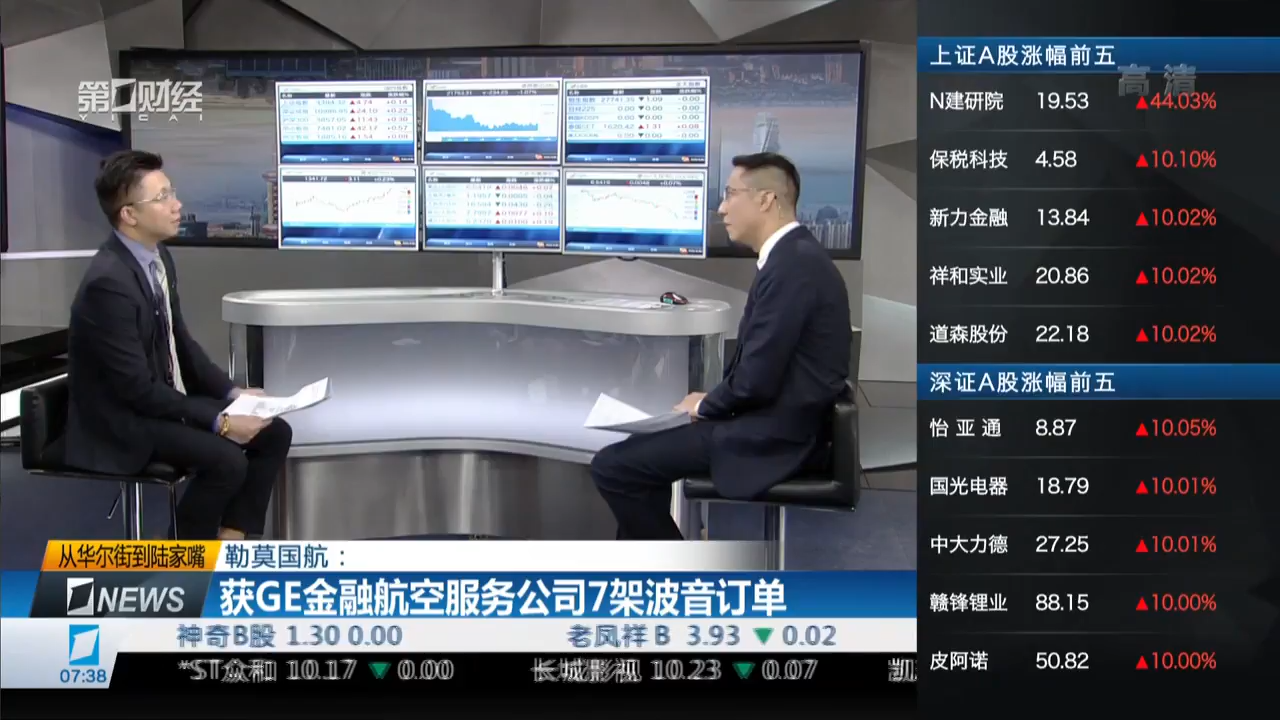 第1财经
YICAI
高清
上证A股涨幅前五
N建研院 19.53 ▲44.03%
保税科技 4.58 ▲10.10%
新力金融 13.84 ▲10.02%
祥和实业 20.86 ▲10.02%
道森股份 22.18 ▲10.02%
深证A股涨幅前五
怡亚通 8.87 ▲10.05%
国光电器 18.79 ▲10.01%
中大力德 27.25 ▲10.01%
赣锋锂业 88.15 ▲10.00%
皮阿诺 50.82 ▲10.00%
从华尔街到陆家嘴
勒莫国航：
NEWS
获GE金融航空服务公司7架波音订单
神奇B股 1.30 0.00 老凤祥B 3.93 ▼0.02
07:38
*ST众和 10.17 ▼0.00 长城影视 10.23 ▼0.07 凯